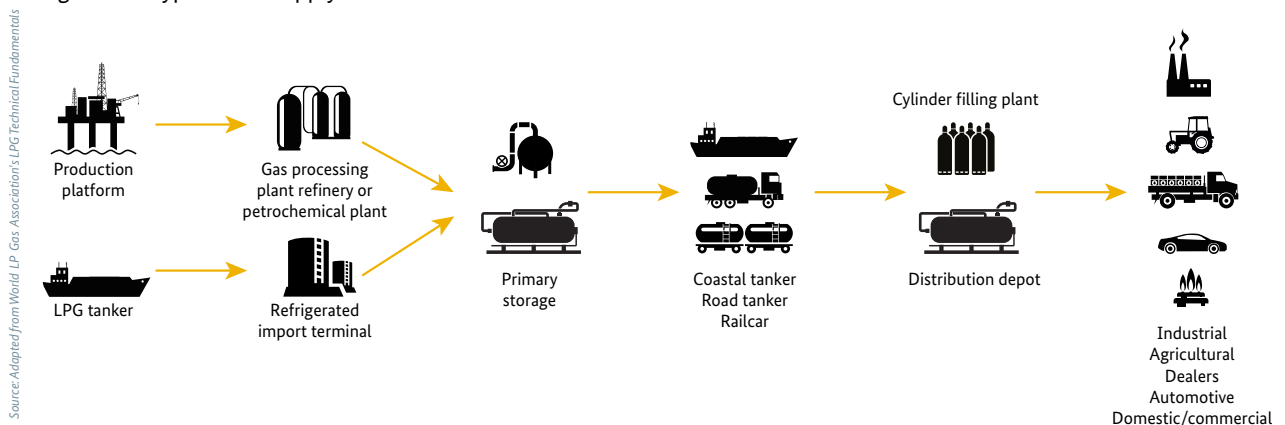 Source: Adapted from World LP Gas Association's LPG Technical Fundamentals
Production
platform
Gas processing
plant refinery or
petrochemical plant
LPG tanker
Refrigerated
import terminal
Primary
storage
Coastal tanker
Road tanker
Railcar
Cylinder filling plant
Distribution depot
Industrial
Agricultural
Dealers
Automotive
Domestic/commercial